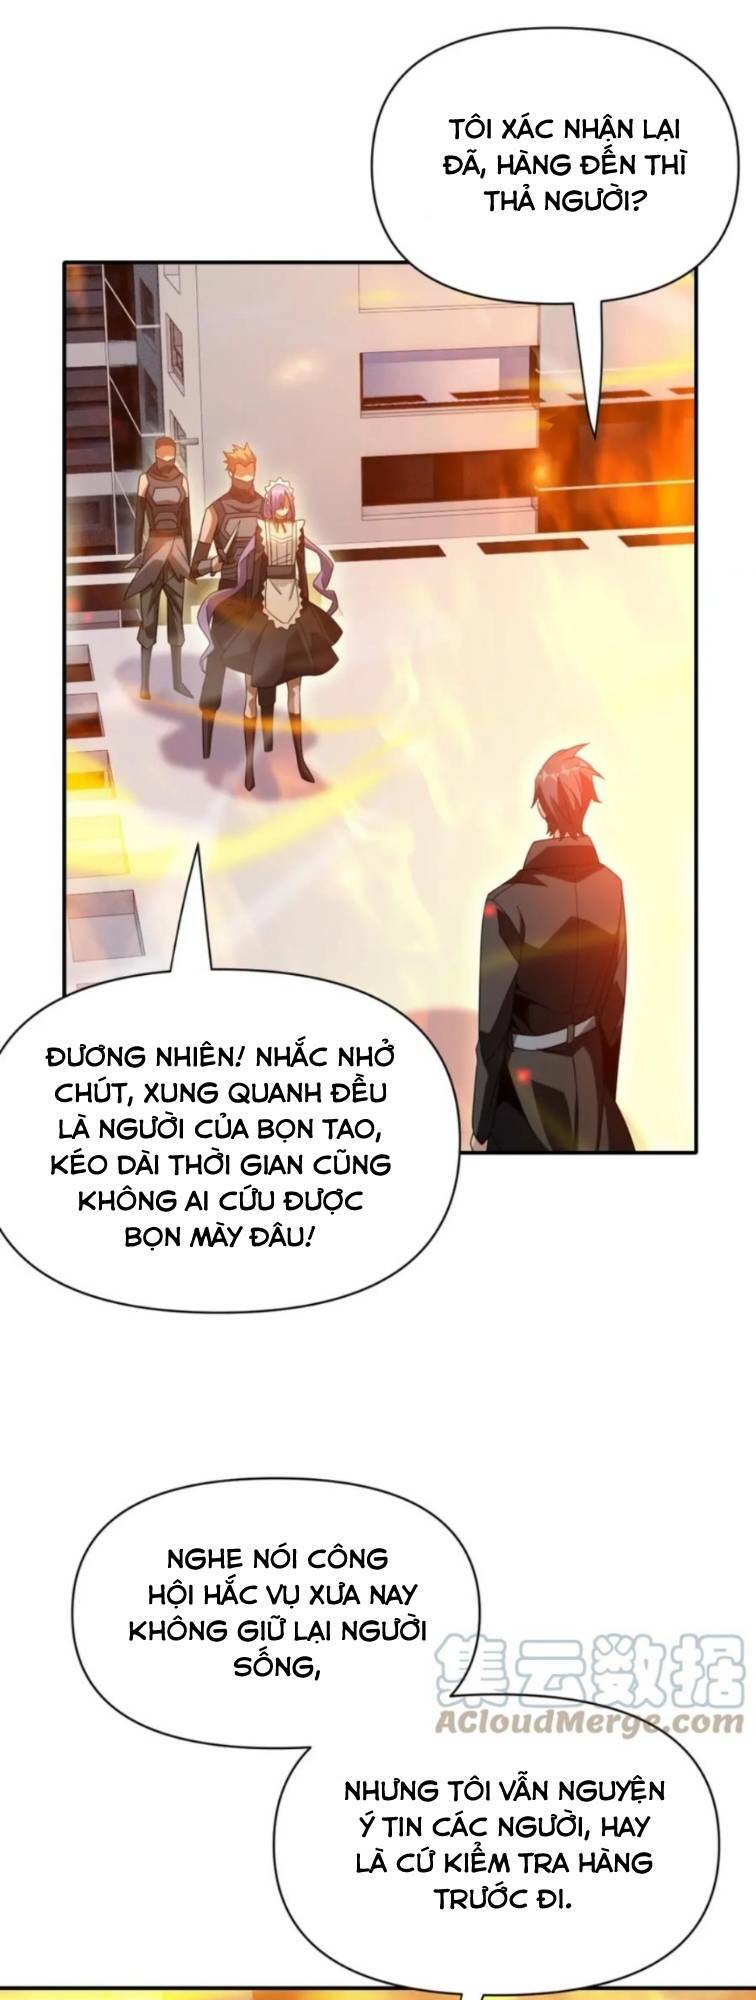 TÔI XÁC NHẬN LẠI
ĐÃ, HÀNG ĐẾN THÌ
THẢ NGƯỜI?
ĐƯƠNG NHIÊN! NHẮC NHỞ
CHÚT, XUNG QUANH ĐỀU
LÀ NGƯỜI CỦA BỌN TAO,
KÉO DÀI THỜI GIAN CŨNG
KHÔNG AI CỨU ĐƯỢC
BỌN MÀY ĐÂU!
NGHE NÓI CÔNG
HỘI HẮC VỤ XƯA NAY
KHÔNG GIỮ LẠI NGƯỜI
SỐNG,
集云数据
AcloudMerge.com
NHƯNG TÔI VẪN NGUYỆN
Ý TIN CÁC NGƯỜI, HAY
LÀ CỨ KIỂM TRA HÀNG
TRƯỚC ĐI.